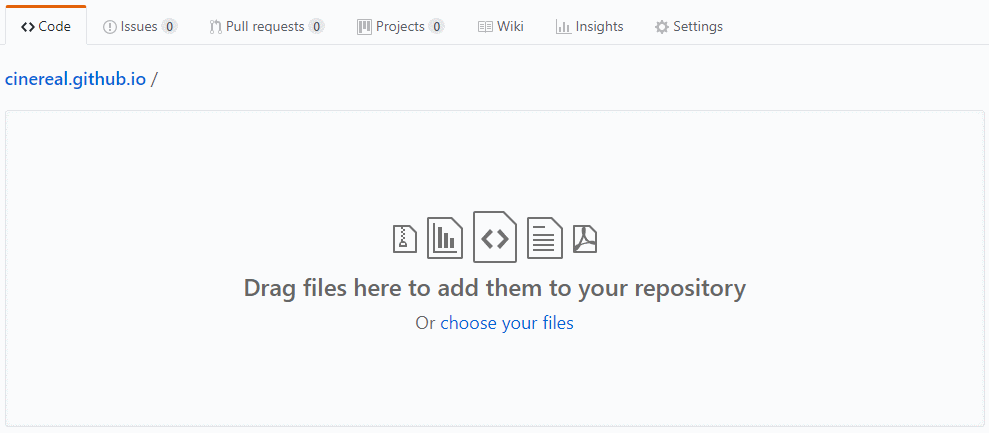 Code Issues 0 Pull requests 0 Projects 0 Wiki Insights Settings
cinereal.github.io /
Drag files here to add them to your repository
Or choose your files